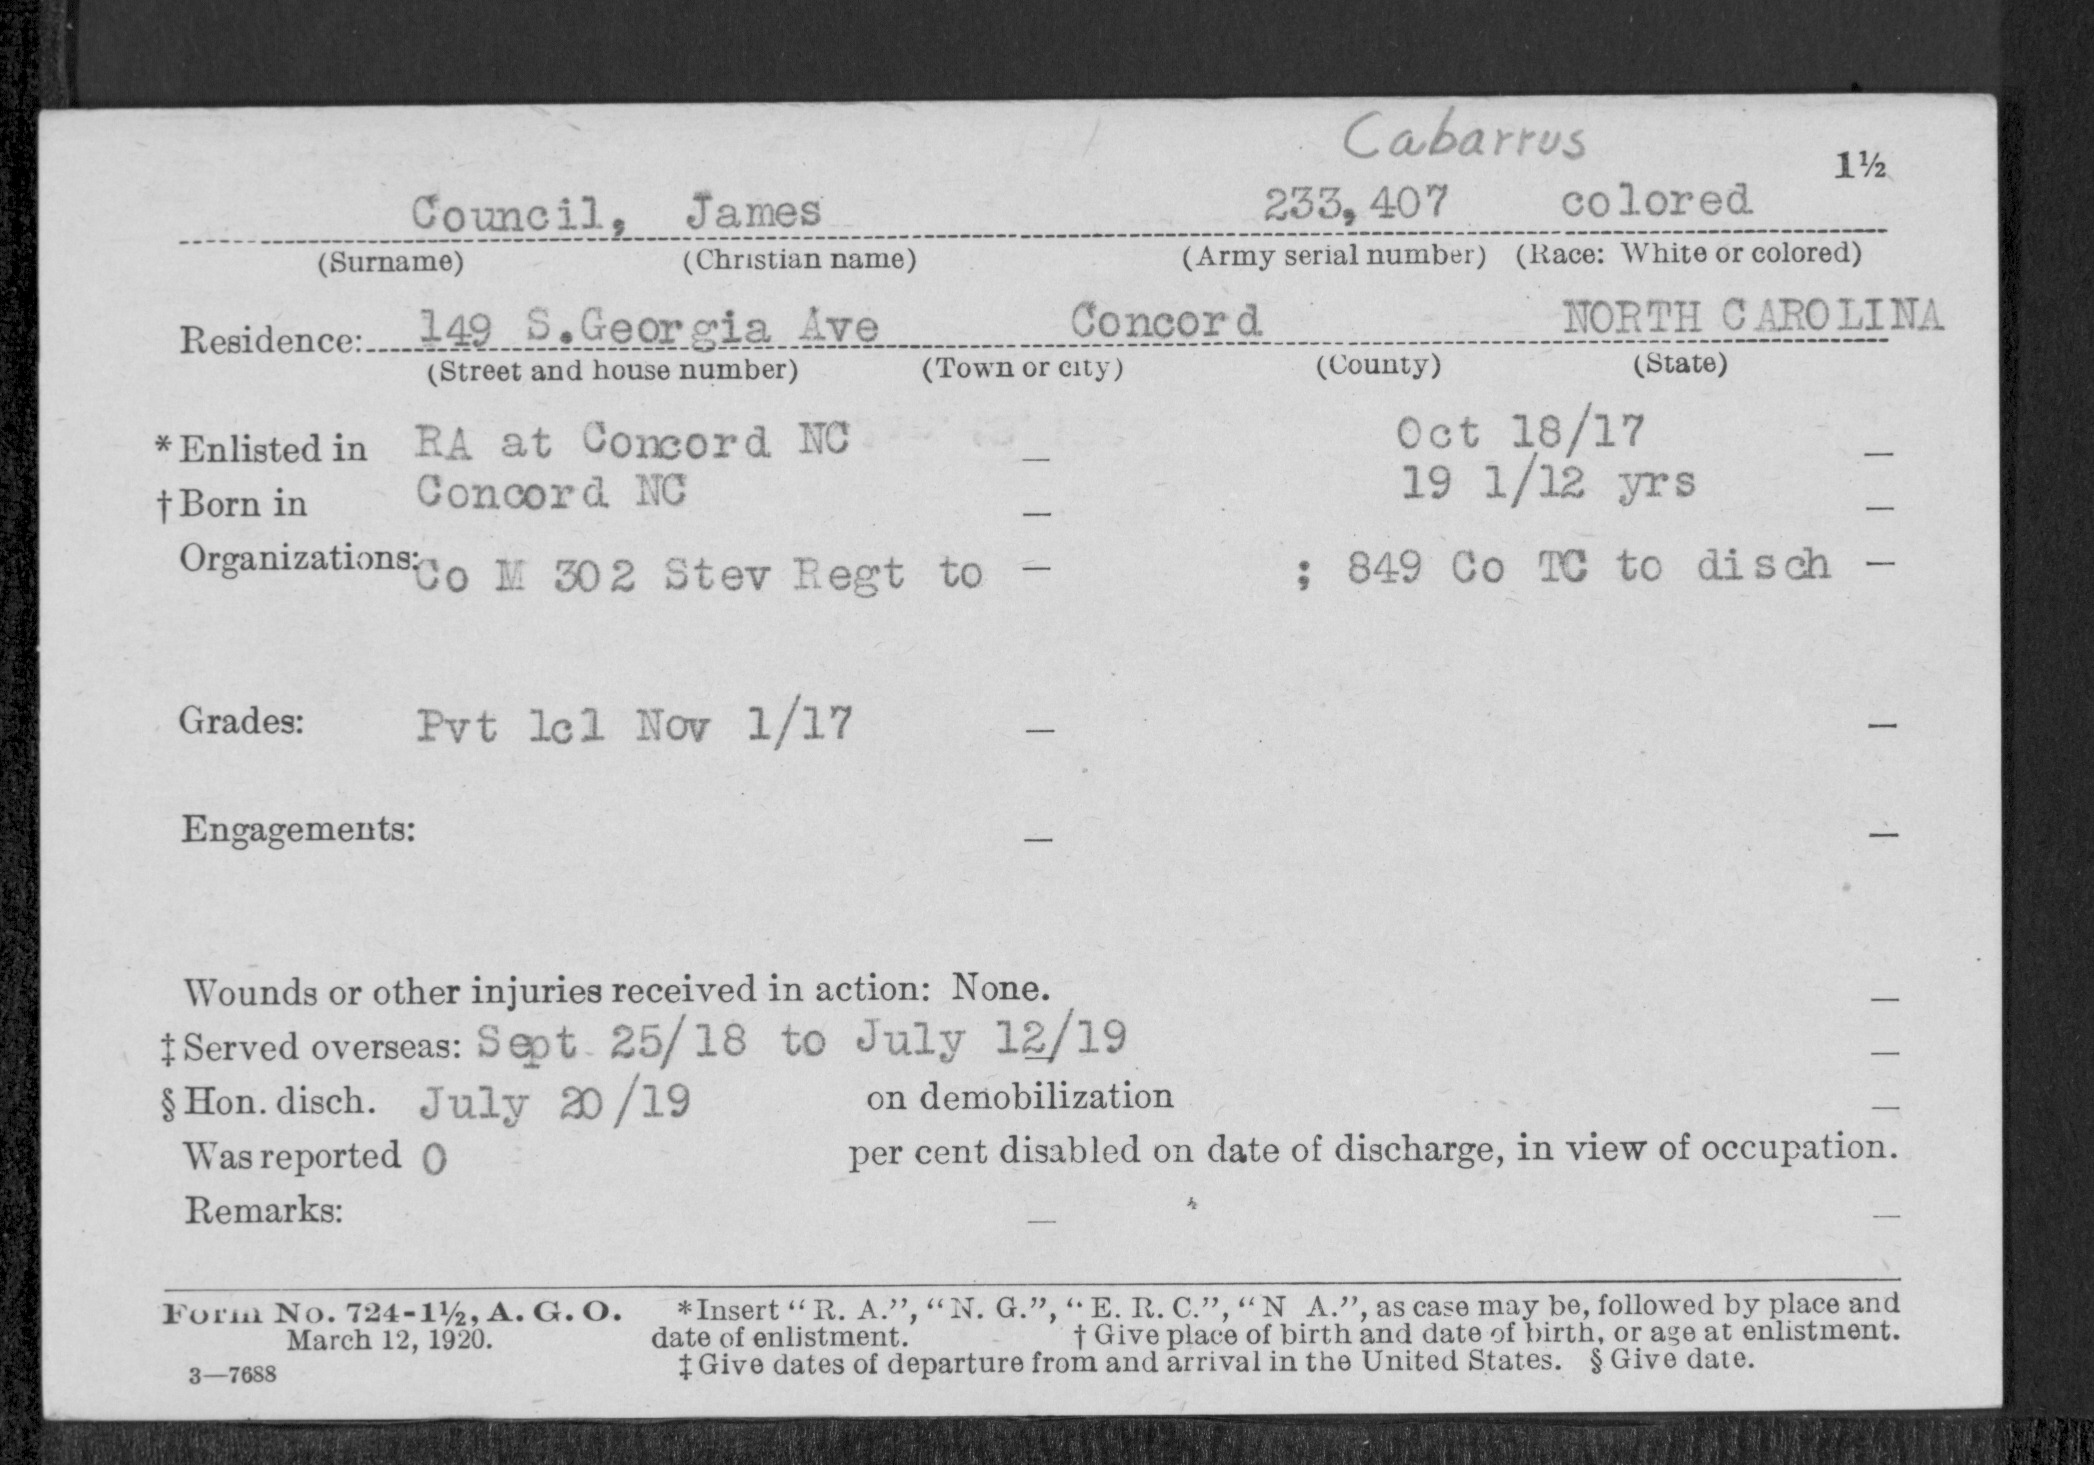 Cabarrus
1½
Council, James 233,407 colored
(Surname) (Christian name) (Army serial number) (Race: White or colored)
Residence: 149 S.Georgia Ave Concord NORTH CAROLINA
(Street and house number) (Town or city) (County) (State)
*Enlisted in RA at Concord NC — Oct 18/17 —
†Born in Concord NC — 19 1/12 yrs —
Organizations: Co M 302 Stev Regt to — ; 849 Co TC to disch —
Grades: Pvt 1cl Nov 1/17 — —
Engagements: — —
Wounds or other injuries received in action: None. —
‡Served overseas: Sept 25/18 to July 12/19 —
§Hon. disch. July 20/19 on demobilization —
Was reported 0 per cent disabled on date of discharge, in view of occupation.
Remarks: — —
Form No. 724-1½, A. G. O. *Insert “R. A.”, “N. G.”, “E. R. C.”, “N A.”, as case may be, followed by place and
March 12, 1920. date of enlistment. †Give place of birth and date of birth, or age at enlistment.
3—7688 ‡Give dates of departure from and arrival in the United States. §Give date.